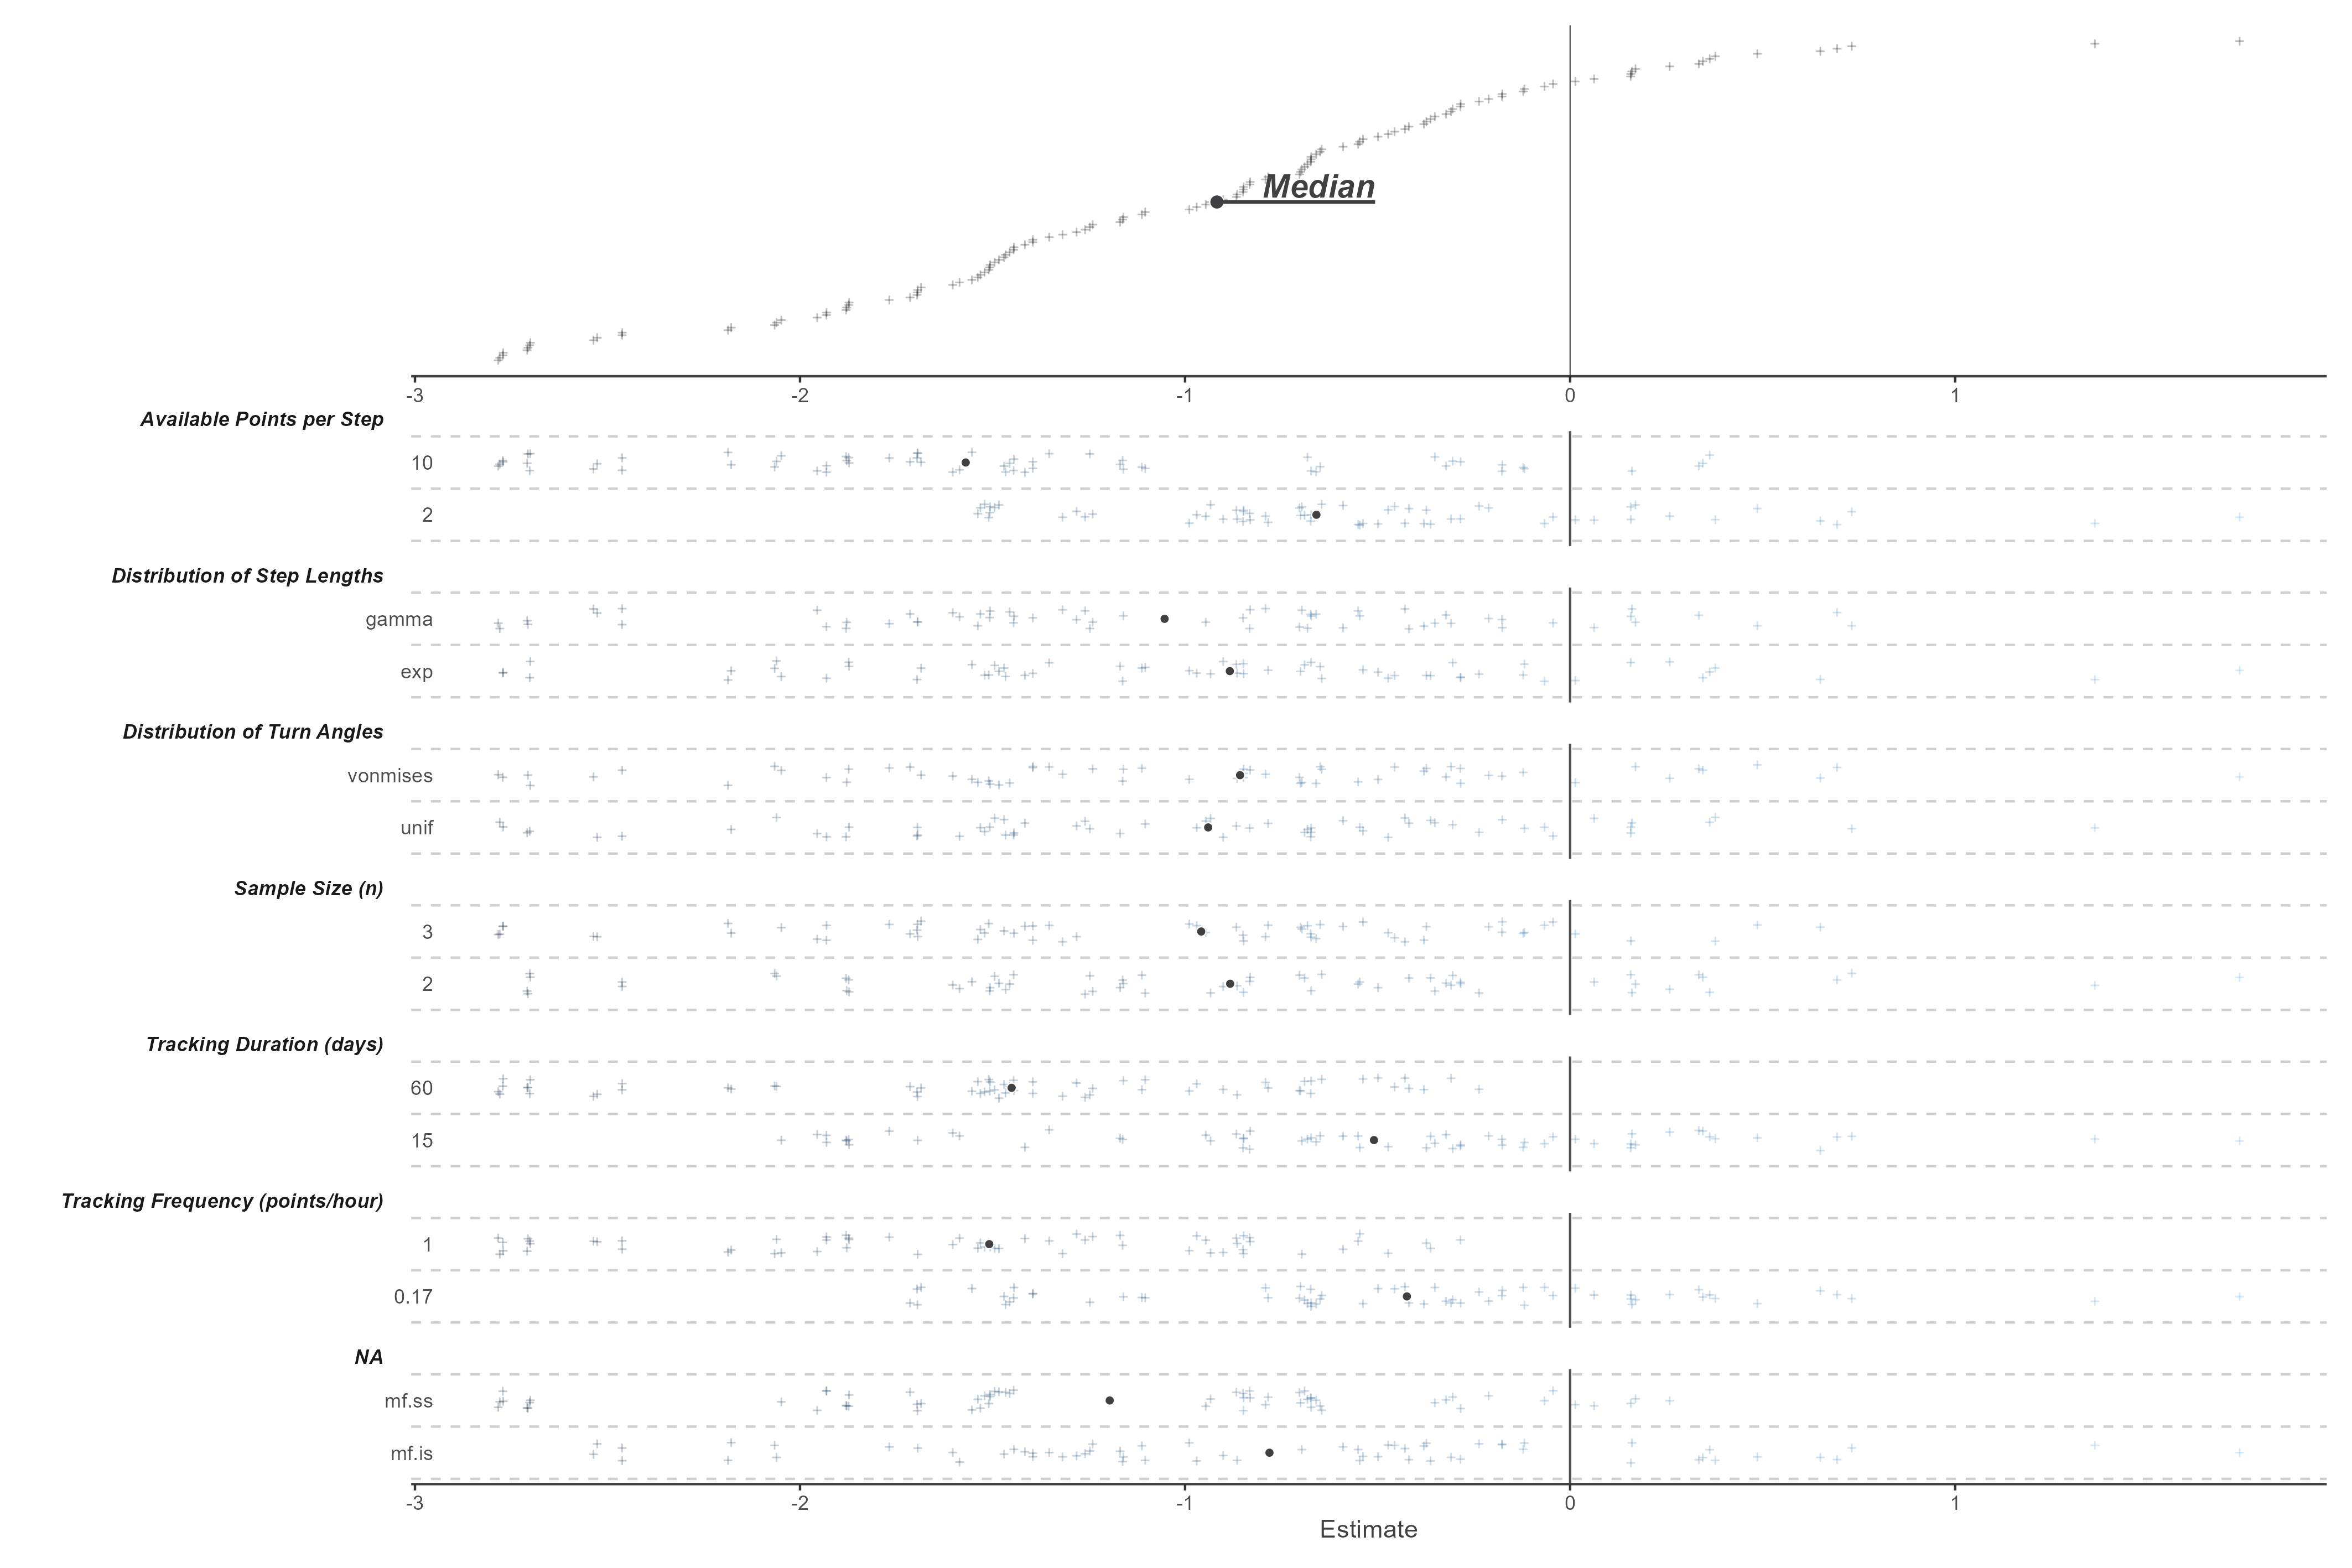 Median
-3 -2 -1 0 1
Available Points per Step
10
2
Distribution of Step Lengths
gamma
exp
Distribution of Turn Angles
vonmises
unif
Sample Size (n)
3
2
Tracking Duration (days)
60
15
Tracking Frequency (points/hour)
1
0.17
NA
mf.ss
mf.is
-3 -2 -1 0 1
Estimate